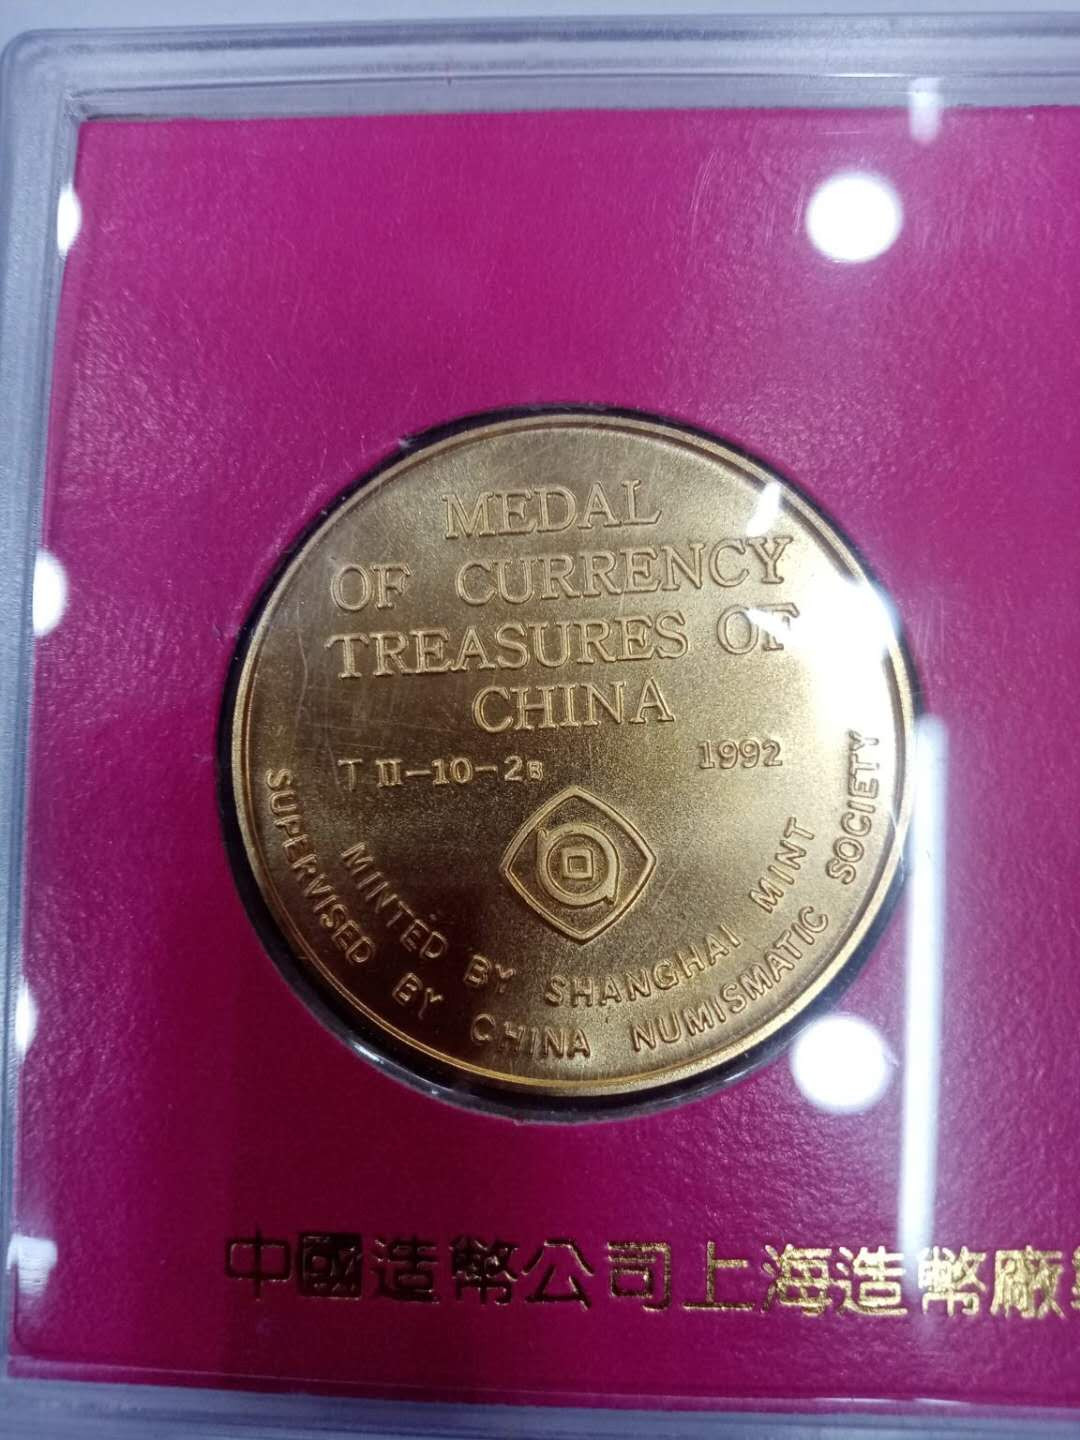 MEDAL
OF CURRENCY
TREASURES OF
CHINA
T II-10-2B
1992
MINTED BY SHANGHAI MINT
SUPERVISED BY CHINA NUMISMATIC SOCIETY
中國造幣公司上海造幣廠